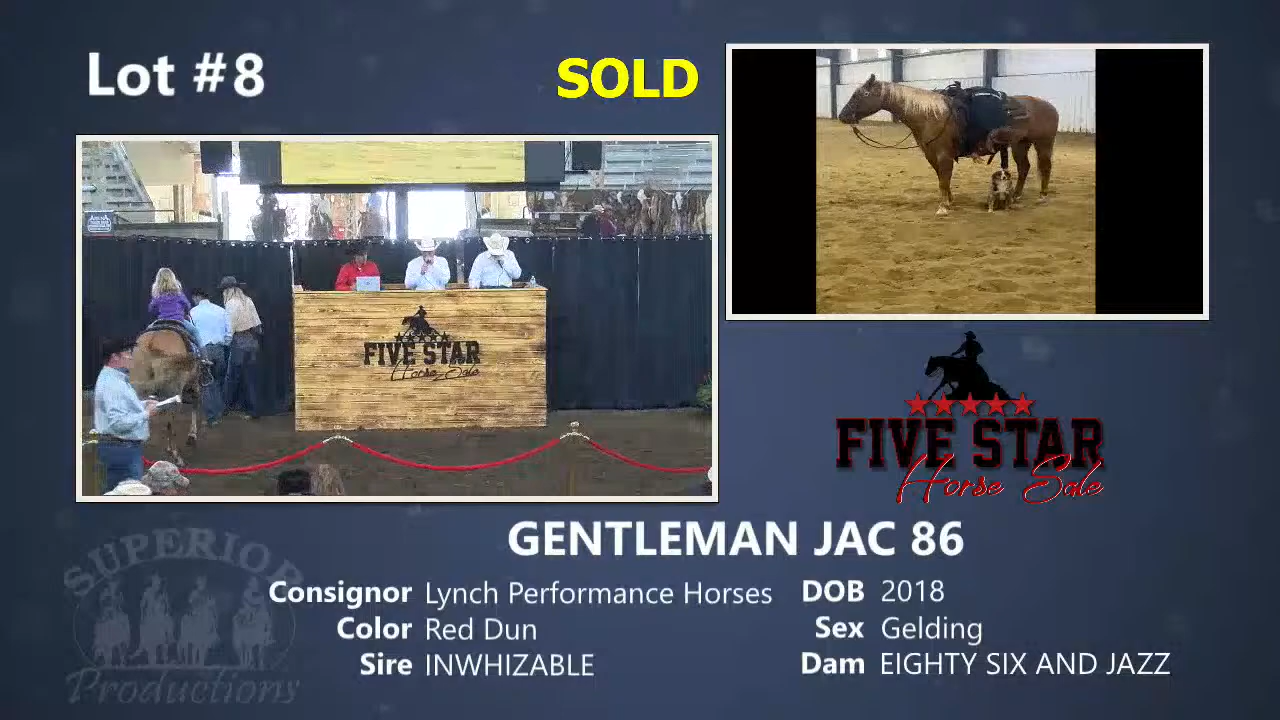 Lot #8
SOLD
FIVE STAR
Horse Sale
FIVE STAR
Horse Sale
GENTLEMAN JAC 86
Consignor Lynch Performance Horses DOB 2018
Color Red Dun Sex Gelding
Sire INWHIZABLE Dam EIGHTY SIX AND JAZZ
SUPERIOR
Productions